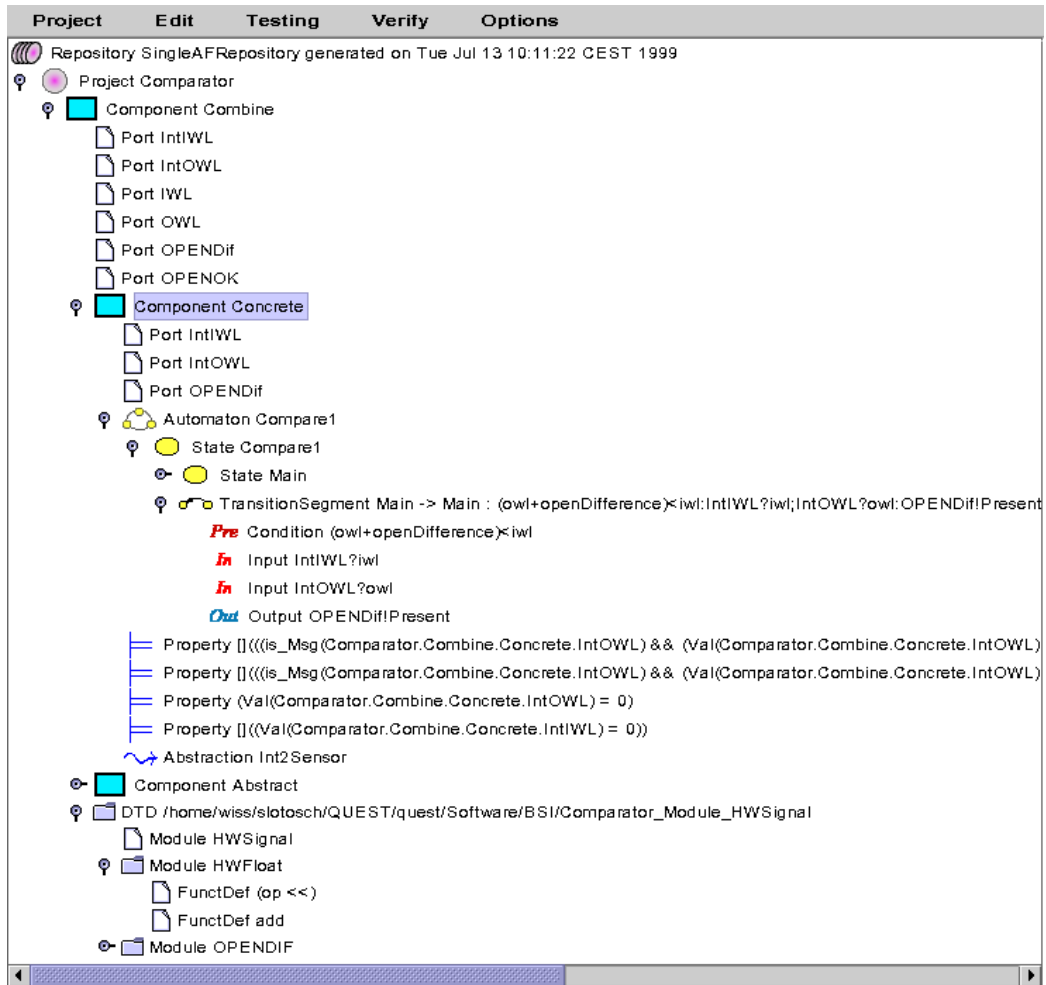 Project Edit Testing Verify Options
Repository SingleAFRepository generated on Tue Jul 13 10:11:22 CEST 1999
Project Comparator
Component Combine
Port IntIWL
Port IntOWL
Port IWL
Port OWL
Port OPENDif
Port OPENOK
Component Concrete
Port IntIWL
Port IntOWL
Port OPENDif
Automaton Compare1
State Compare1
State Main
TransitionSegment Main -> Main : (owl+openDifference)<iwl:IntIWL?iwl;IntOWL?owl:OPENDif!Present
Pre Condition (owl+openDifference)<iwl
In Input IntIWL?iwl
In Input IntOWL?owl
Out Output OPENDif!Present
Property [](((is_Msg(Comparator.Combine.Concrete.IntOWL) && (Val(Comparator.Combine.Concrete.IntOWL)
Property [](((is_Msg(Comparator.Combine.Concrete.IntOWL) && (Val(Comparator.Combine.Concrete.IntOWL)
Property (Val(Comparator.Combine.Concrete.IntOWL) = 0)
Property []((Val(Comparator.Combine.Concrete.IntIWL) = 0))
Abstraction Int2Sensor
Component Abstract
DTD /home/wiss/slotosch/QUEST/quest/Software/BSI/Comparator_Module_HWSignal
Module HWSignal
Module HWFloat
FunctDef (op <<)
FunctDef add
Module OPENDIF